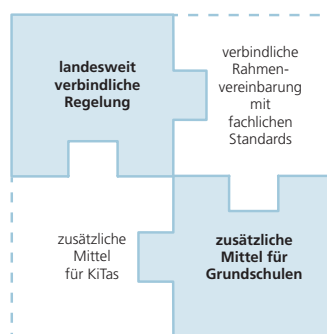 landesweit
verbindliche
Regelung
verbindliche
Rahmen-
vereinbarung
mit
fachlichen
Standards
zusätzliche
Mittel
für KiTas
zusätzliche
Mittel für
Grundschulen